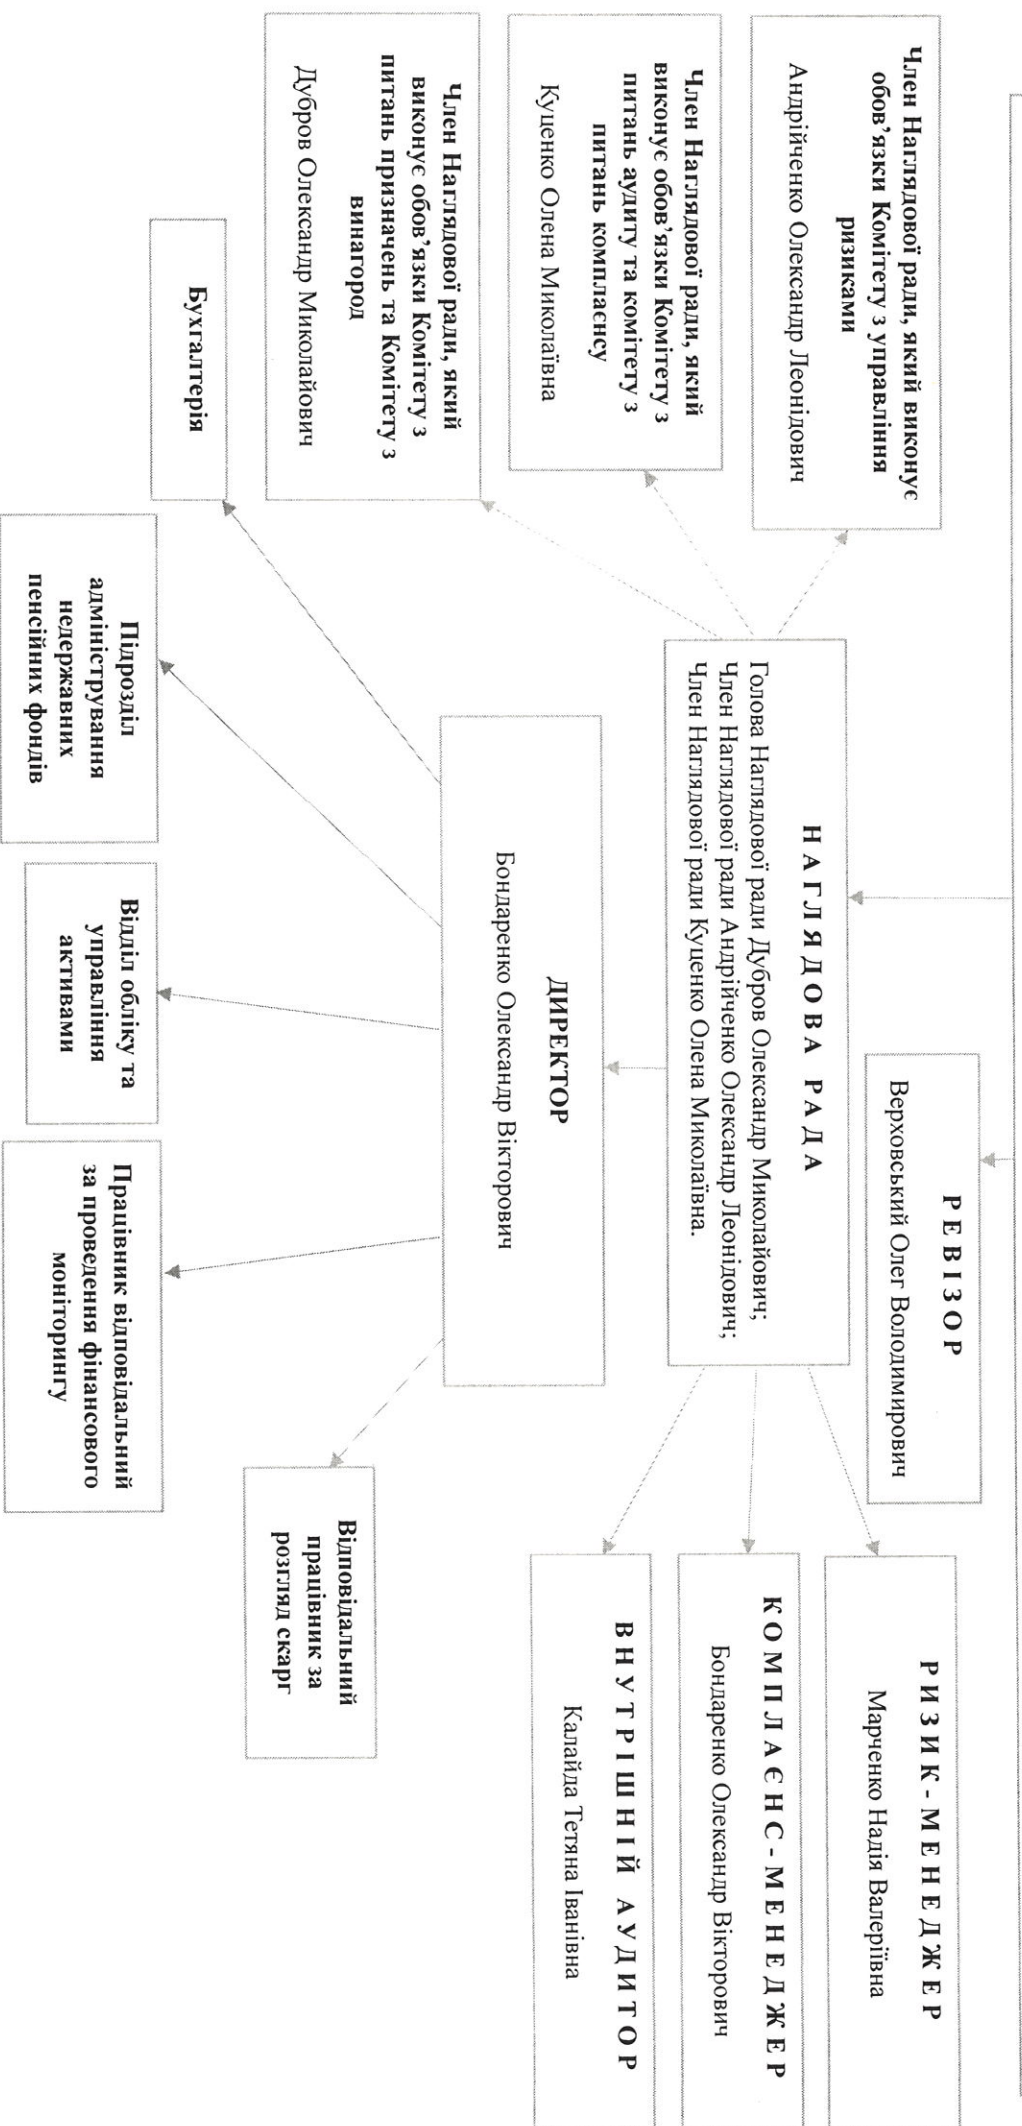 РЕВІЗОР
Верховський Олег Володимирович
Член Наглядової ради, який виконує
обов’язки Комітету з управління
ризиками
Андрійченко Олександр Леонідович
НАГЛЯДОВА РАДА
Голова Наглядової ради Дубров Олександр Миколайович;
Член Наглядової ради Андрійченко Олександр Леонідович;
Член Наглядової ради Куценко Олена Миколаївна.
РИЗИК-МЕНЕДЖЕР
Марченко Надія Валеріївна
Член Наглядової ради, який
виконує обов’язки Комітету з
питань аудиту та комітету з
питань комплаєнсу
Куценко Олена Миколаївна
КОМПЛАЄНС-МЕНЕДЖЕР
Бондаренко Олександр Вікторович
Член Наглядової ради, який
виконує обов’язки Комітету з
питань призначень та Комітету з
винагород
Дубров Олександр Миколайович
ДИРЕКТОР
Бондаренко Олександр Вікторович
ВНУТРІШНІЙ АУДИТОР
Калайда Тетяна Іванівна
Бухгалтерія
Відповідальний
працівник за
розгляд скарг
Підрозділ
адміністрування
недержавних
пенсійних фондів
Відділ обліку та
управління
активами
Працівник відповідальний
за проведення фінансового
моніторингу